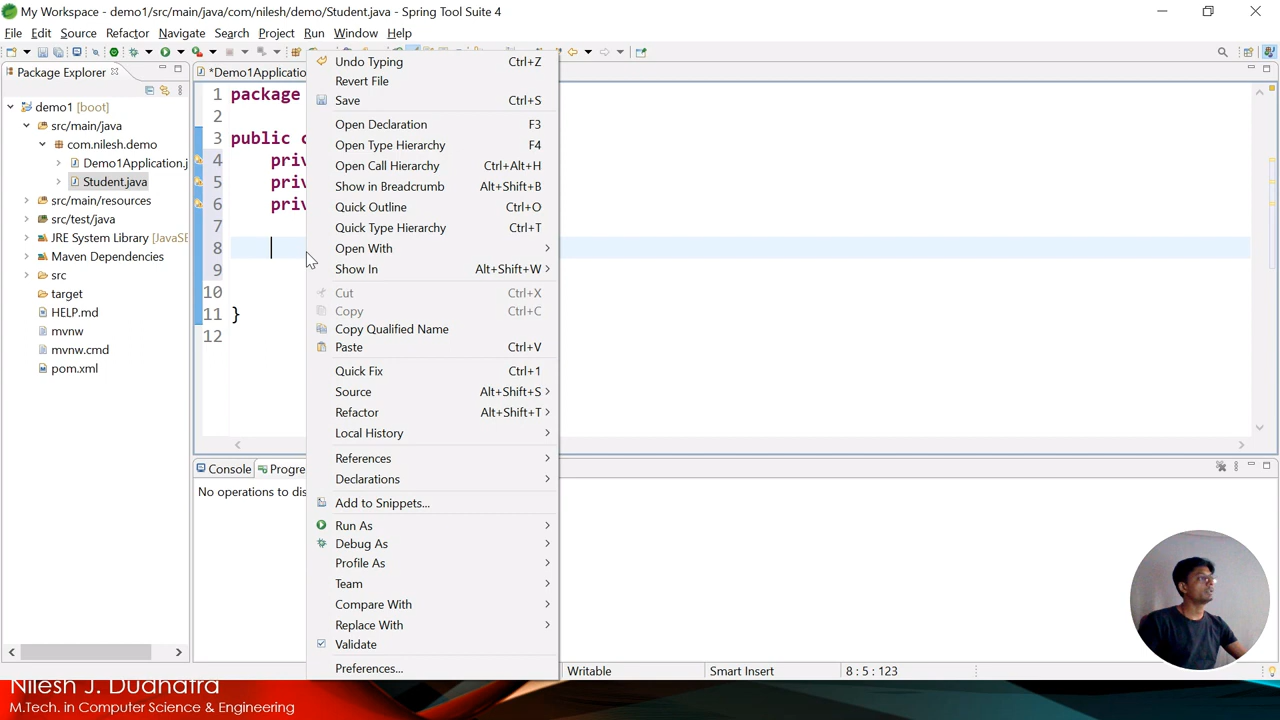 My Workspace - demo1/src/main/java/com/nilesh/demo/Student.java - Spring Tool Suite 4
File Edit Source Refactor Navigate Search Project Run Window Help
Package Explorer
demo1 [boot]
src/main/java
com.nilesh.demo
Demo1Application.j
Student.java
src/main/resources
src/test/java
JRE System Library [JavaSE
Maven Dependencies
src
target
HELP.md
mvnw
mvnw.cmd
pom.xml
*Demo1Applicatio
1 package
2
3 public c
4 priv
5 priv
6 priv
7
8
9
10
11 }
12
Undo Typing Ctrl+Z
Revert File
Save Ctrl+S
Open Declaration F3
Open Type Hierarchy F4
Open Call Hierarchy Ctrl+Alt+H
Show in Breadcrumb Alt+Shift+B
Quick Outline Ctrl+O
Quick Type Hierarchy Ctrl+T
Open With
Show In Alt+Shift+W
Cut Ctrl+X
Copy Ctrl+C
Copy Qualified Name
Paste Ctrl+V
Quick Fix Ctrl+1
Source Alt+Shift+S
Refactor Alt+Shift+T
Local History
References
Declarations
Add to Snippets...
Run As
Debug As
Profile As
Team
Compare With
Replace With
Validate
Preferences...
Console Progre
No operations to dis
Writable Smart Insert 8 : 5 : 123
Nilesh J. Dudhatra
M.Tech. in Computer Science & Engineering